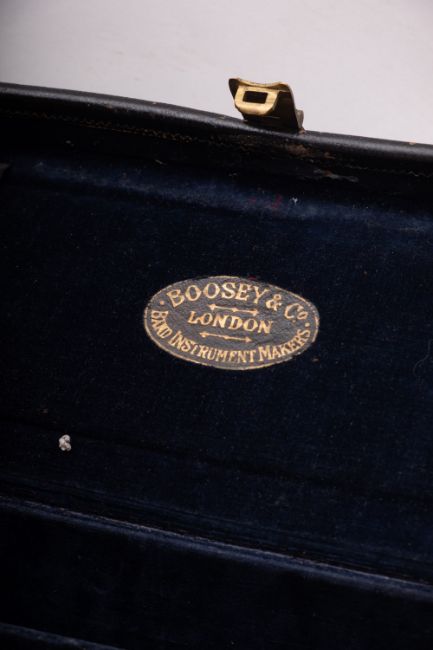 BOOSEY & Co.
LONDON
BAND INSTRUMENT MAKERS.